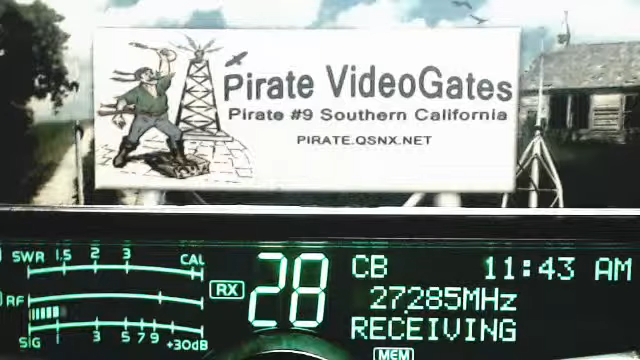 Pirate VideoGates
Pirate #9 Southern California
PIRATE.QSNX.NET
SWR 1.5 2 3 CAL
RF
SIG 1 3 5 7 9 +30dB
RX
28
CB 11:43 AM
27285MHz
RECEIVING
MEM